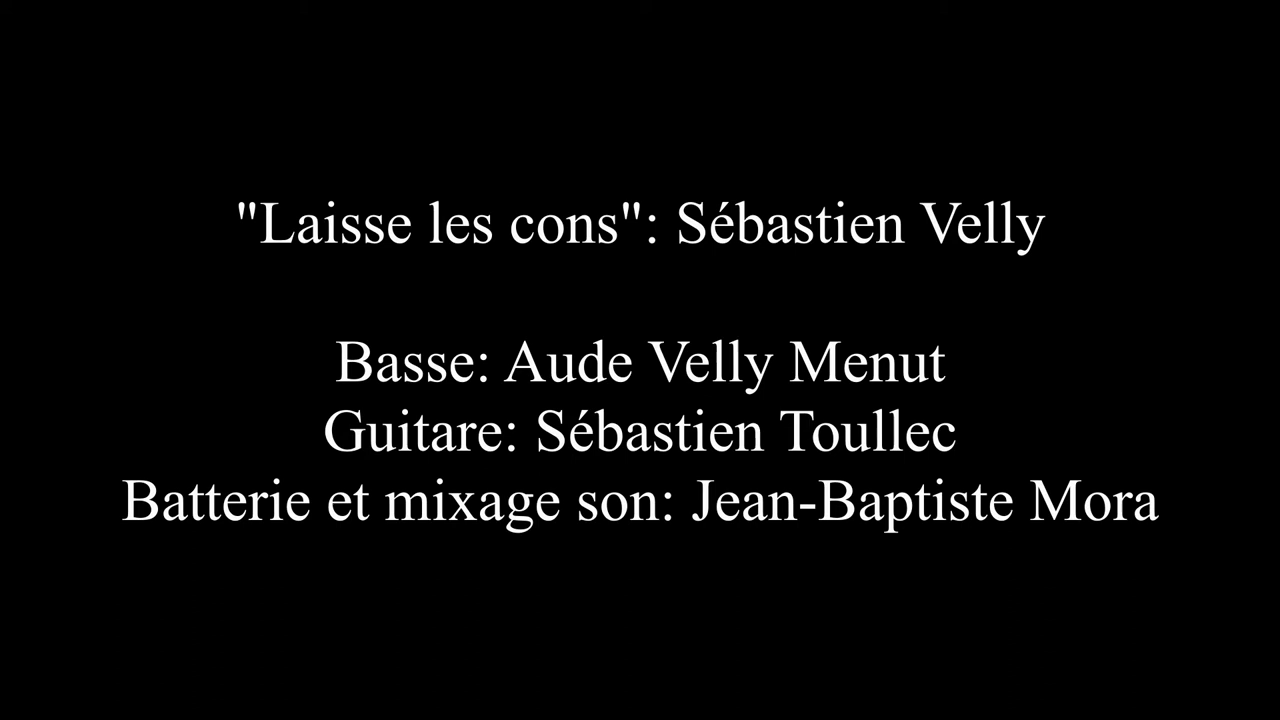 "Laisse les cons": Sébastien Velly
Basse: Aude Velly Menut
Guitare: Sébastien Toullec
Batterie et mixage son: Jean-Baptiste Mora